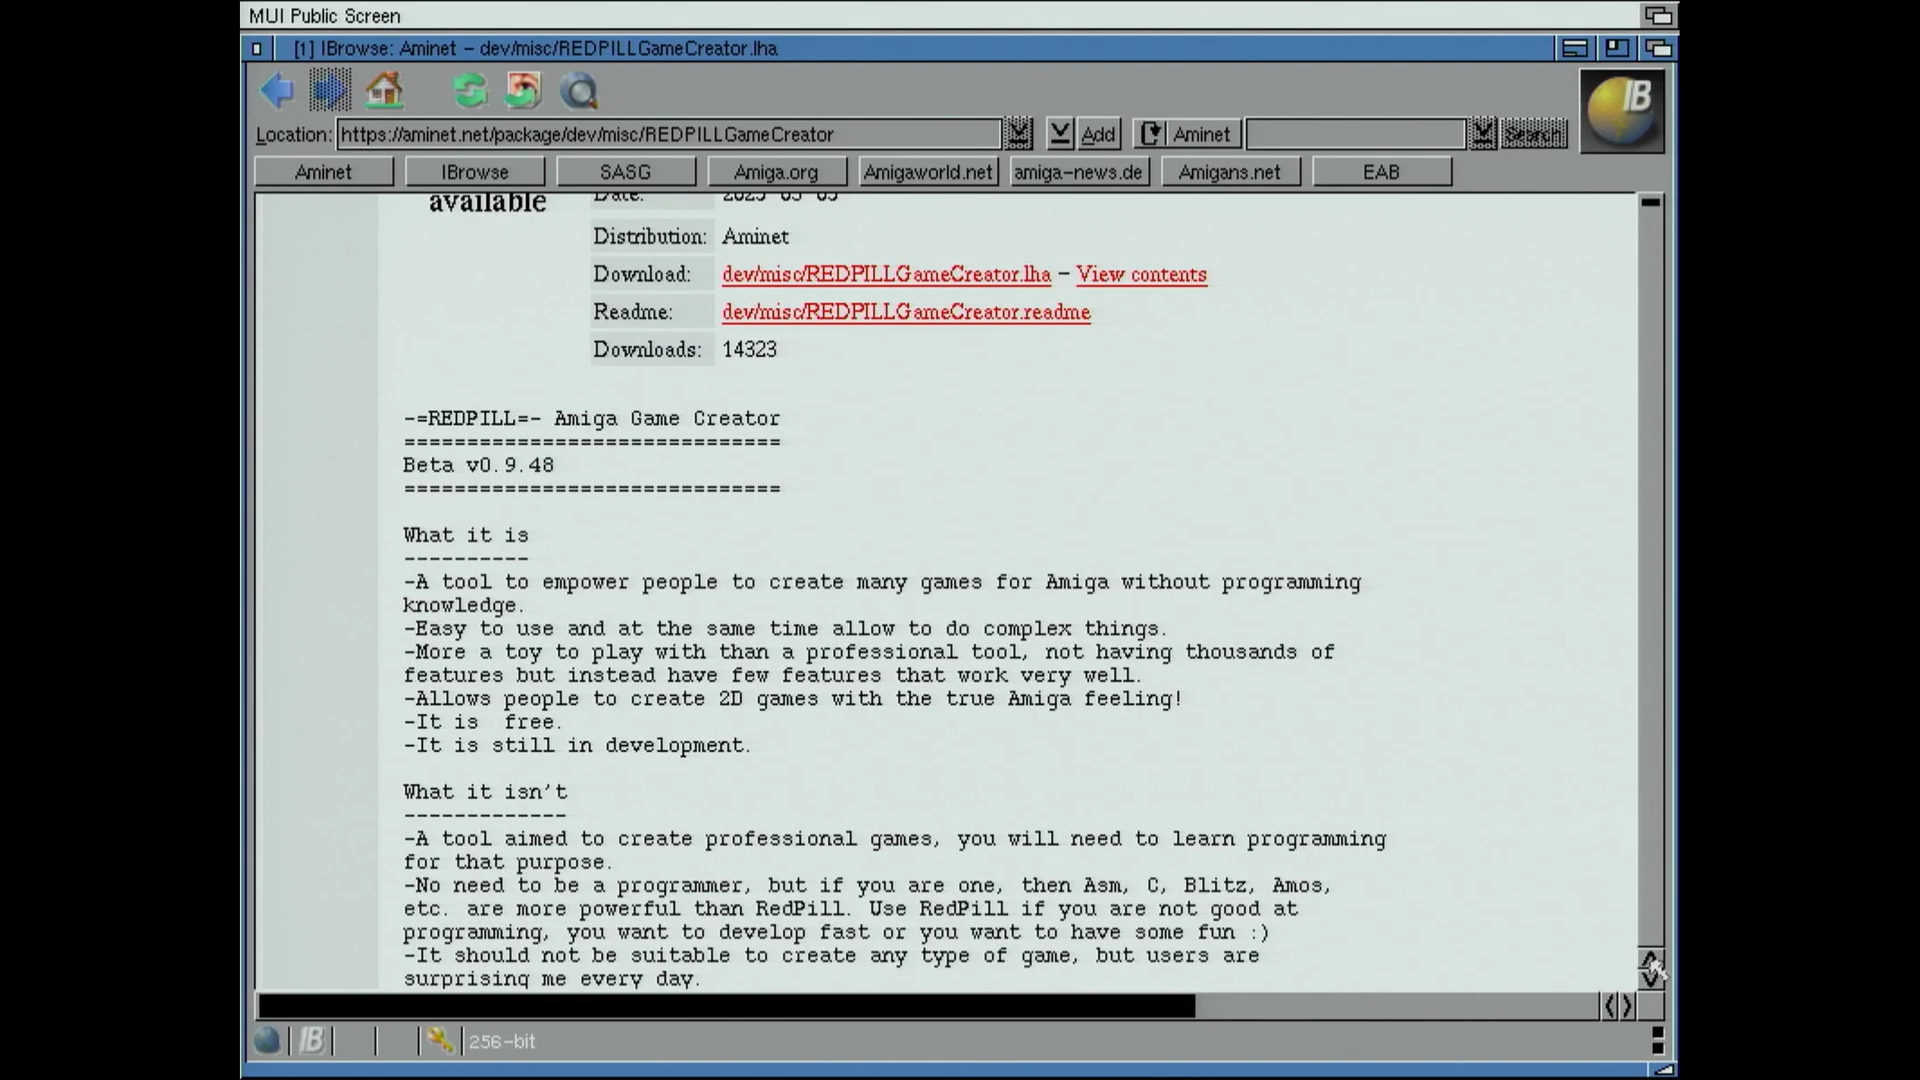 MUI Public Screen
[1] IBrowse: Aminet – dev/misc/REDPILLGameCreator.lha
IB
Location: https://aminet.net/package/dev/misc/REDPILLGameCreator Add Aminet Search
Aminet IBrowse SASG Amiga.org Amigaworld.net amiga-news.de Amigans.net EAB
available Date:
Distribution: Aminet
Download: dev/misc/REDPILLGameCreator.lha – View contents
Readme: dev/misc/REDPILLGameCreator.readme
Downloads: 14323
-=REDPILL=- Amiga Game Creator
==============================
Beta v0.9.48
==============================
What it is
----------
-A tool to empower people to create many games for Amiga without programming
knowledge.
-Easy to use and at the same time allow to do complex things.
-More a toy to play with than a professional tool, not having thousands of
features but instead have few features that work very well.
-Allows people to create 2D games with the true Amiga feeling!
-It is  free.
-It is still in development.
What it isn't
-------------
-A tool aimed to create professional games, you will need to learn programming
for that purpose.
-No need to be a programmer, but if you are one, then Asm, C, Blitz, Amos,
etc. are more powerful than RedPill. Use RedPill if you are not good at
programming, you want to develop fast or you want to have some fun :)
-It should not be suitable to create any type of game, but users are
surprising me every day.
IB 256-bit